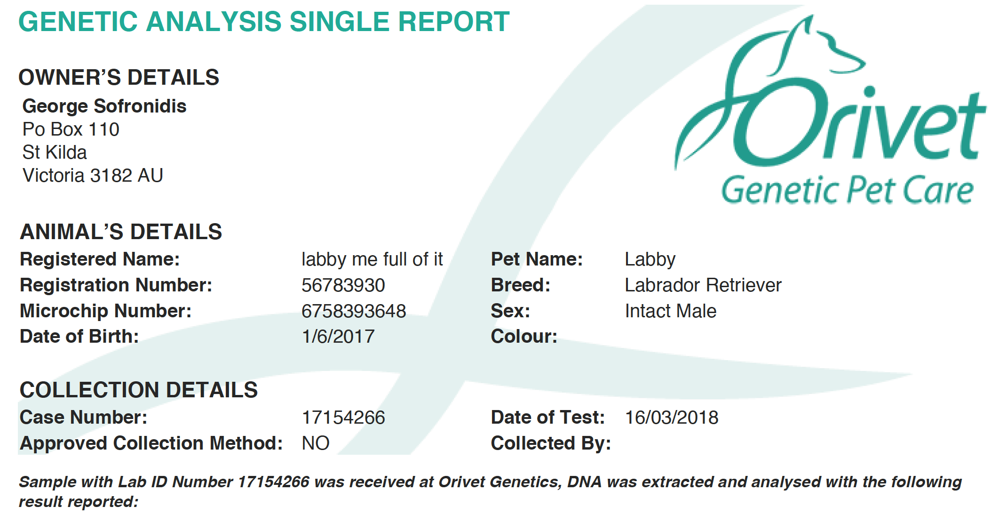 GENETIC ANALYSIS SINGLE REPORT
Orivet
Genetic Pet Care
OWNER’S DETAILS
George Sofronidis
Po Box 110
St Kilda
Victoria 3182 AU
ANIMAL’S DETAILS
Registered Name: labby me full of it Pet Name: Labby
Registration Number: 56783930 Breed: Labrador Retriever
Microchip Number: 6758393648 Sex: Intact Male
Date of Birth: 1/6/2017 Colour:
COLLECTION DETAILS
Case Number: 17154266 Date of Test: 16/03/2018
Approved Collection Method: NO Collected By:
Sample with Lab ID Number 17154266 was received at Orivet Genetics, DNA was extracted and analysed with the following
result reported: